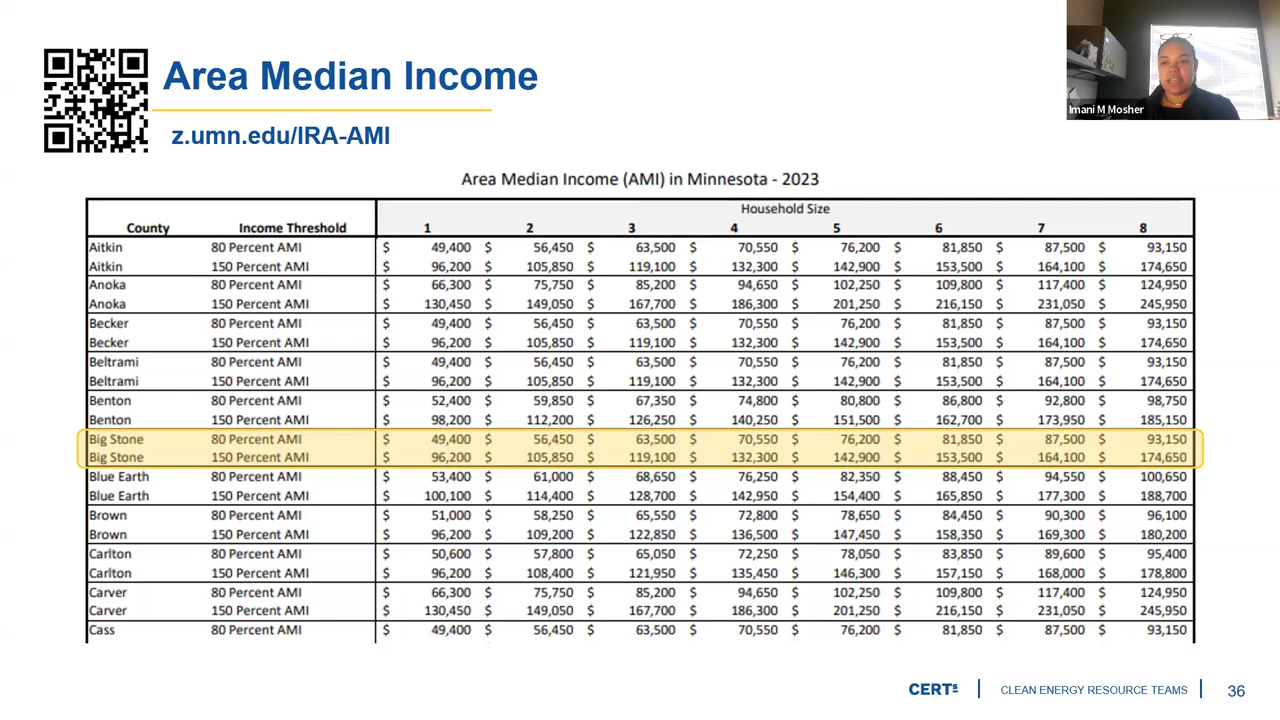 Area Median Income
z.umn.edu/IRA-AMI
Imani M Mosher
Area Median Income (AMI) in Minnesota - 2023
Household Size
County Income Threshold 1 2 3 4 5 6 7 8
Aitkin 80 Percent AMI $ 49,400 $ 56,450 $ 63,500 $ 70,550 $ 76,200 $ 81,850 $ 87,500 $ 93,150
Aitkin 150 Percent AMI $ 96,200 $ 105,850 $ 119,100 $ 132,300 $ 142,900 $ 153,500 $ 164,100 $ 174,650
Anoka 80 Percent AMI $ 66,300 $ 75,750 $ 85,200 $ 94,650 $ 102,250 $ 109,800 $ 117,400 $ 124,950
Anoka 150 Percent AMI $ 130,450 $ 149,050 $ 167,700 $ 186,300 $ 201,250 $ 216,150 $ 231,050 $ 245,950
Becker 80 Percent AMI $ 49,400 $ 56,450 $ 63,500 $ 70,550 $ 76,200 $ 81,850 $ 87,500 $ 93,150
Becker 150 Percent AMI $ 96,200 $ 105,850 $ 119,100 $ 132,300 $ 142,900 $ 153,500 $ 164,100 $ 174,650
Beltrami 80 Percent AMI $ 49,400 $ 56,450 $ 63,500 $ 70,550 $ 76,200 $ 81,850 $ 87,500 $ 93,150
Beltrami 150 Percent AMI $ 96,200 $ 105,850 $ 119,100 $ 132,300 $ 142,900 $ 153,500 $ 164,100 $ 174,650
Benton 80 Percent AMI $ 52,400 $ 59,850 $ 67,350 $ 74,800 $ 80,800 $ 86,800 $ 92,800 $ 98,750
Benton 150 Percent AMI $ 98,200 $ 112,200 $ 126,250 $ 140,250 $ 151,500 $ 162,700 $ 173,950 $ 185,150
Big Stone 80 Percent AMI $ 49,400 $ 56,450 $ 63,500 $ 70,550 $ 76,200 $ 81,850 $ 87,500 $ 93,150
Big Stone 150 Percent AMI $ 96,200 $ 105,850 $ 119,100 $ 132,300 $ 142,900 $ 153,500 $ 164,100 $ 174,650
Blue Earth 80 Percent AMI $ 53,400 $ 61,000 $ 68,650 $ 76,250 $ 82,350 $ 88,450 $ 94,550 $ 100,650
Blue Earth 150 Percent AMI $ 100,100 $ 114,400 $ 128,700 $ 142,950 $ 154,400 $ 165,850 $ 177,300 $ 188,700
Brown 80 Percent AMI $ 51,000 $ 58,250 $ 65,550 $ 72,800 $ 78,650 $ 84,450 $ 90,300 $ 96,100
Brown 150 Percent AMI $ 96,200 $ 109,200 $ 122,850 $ 136,500 $ 147,450 $ 158,350 $ 169,300 $ 180,200
Carlton 80 Percent AMI $ 50,600 $ 57,800 $ 65,050 $ 72,250 $ 78,050 $ 83,850 $ 89,600 $ 95,400
Carlton 150 Percent AMI $ 96,200 $ 108,400 $ 121,950 $ 135,450 $ 146,300 $ 157,150 $ 168,000 $ 178,800
Carver 80 Percent AMI $ 66,300 $ 75,750 $ 85,200 $ 94,650 $ 102,250 $ 109,800 $ 117,400 $ 124,950
Carver 150 Percent AMI $ 130,450 $ 149,050 $ 167,700 $ 186,300 $ 201,250 $ 216,150 $ 231,050 $ 245,950
Cass 80 Percent AMI $ 49,400 $ 56,450 $ 63,500 $ 70,550 $ 76,200 $ 81,850 $ 87,500 $ 93,150
CERTs | CLEAN ENERGY RESOURCE TEAMS | 36